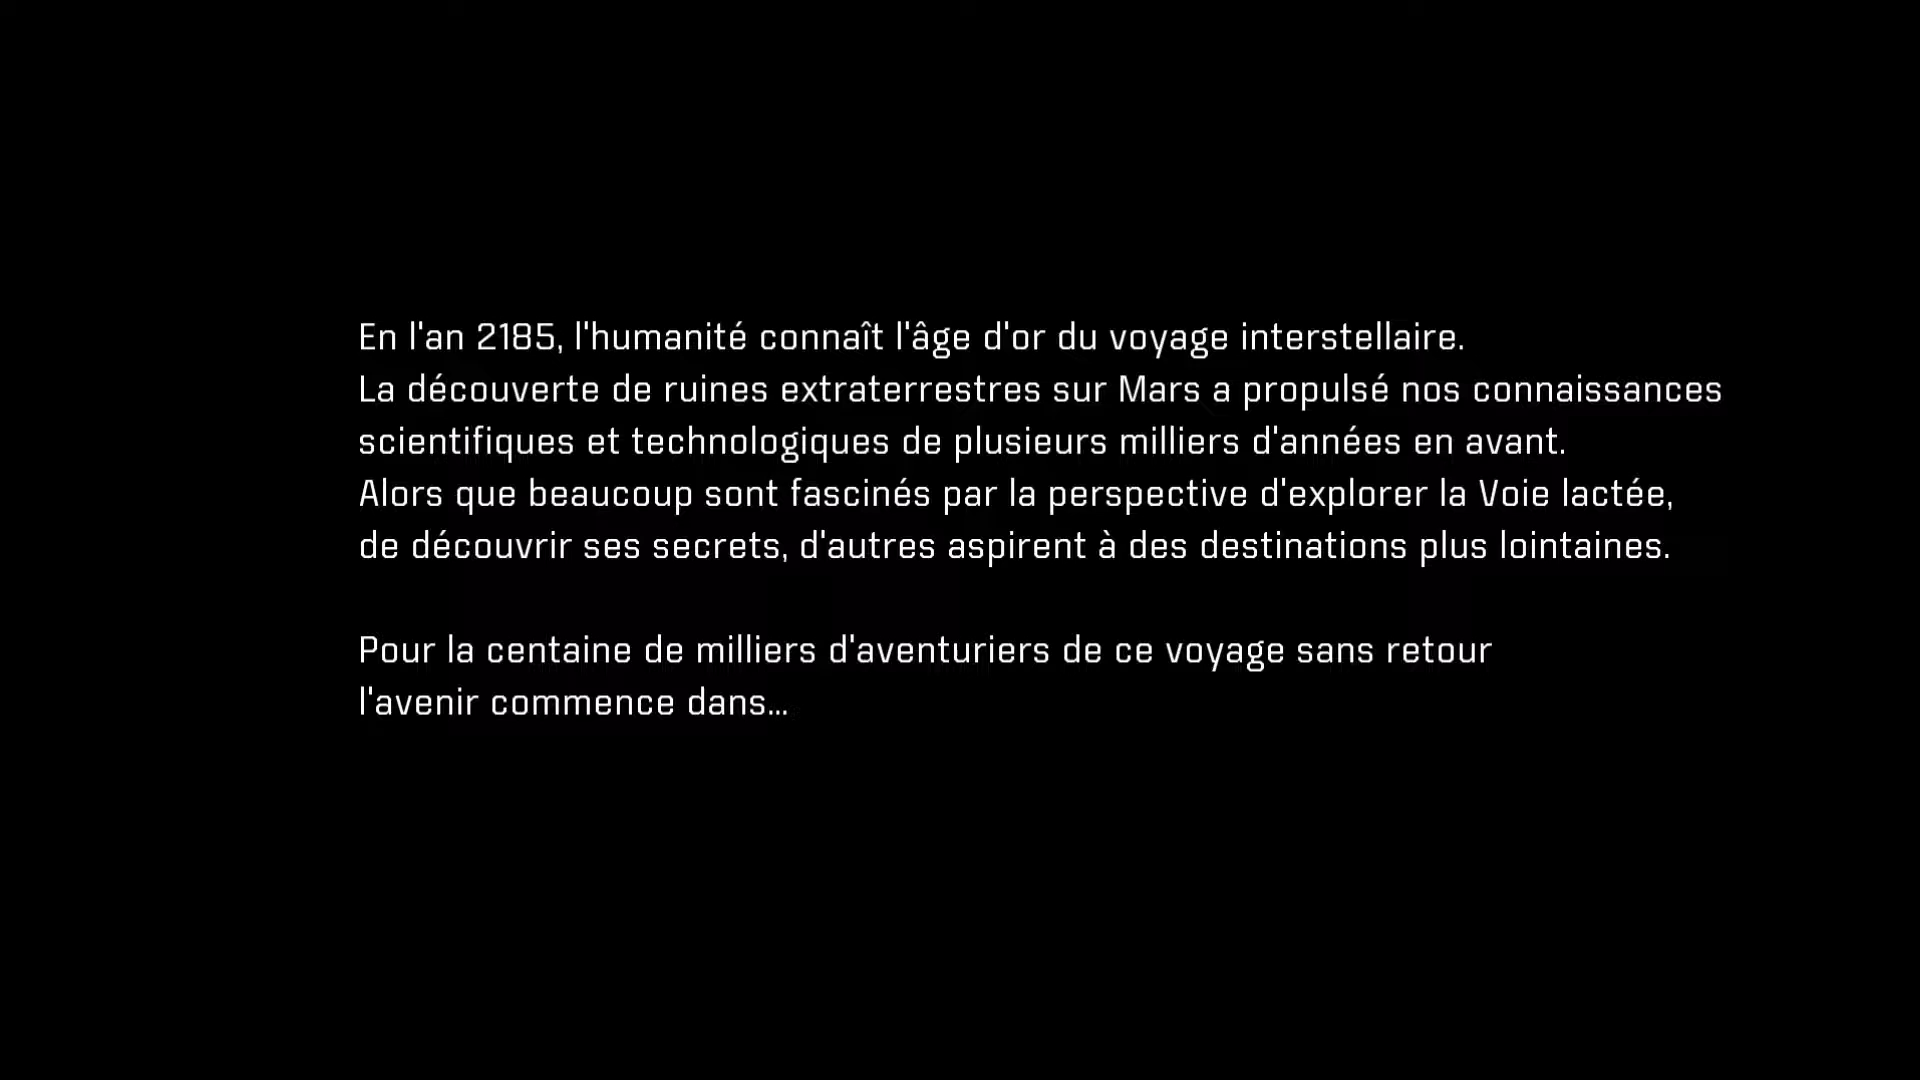 En l'an 2185, l'humanité connaît l'âge d'or du voyage interstellaire.
La découverte de ruines extraterrestres sur Mars a propulsé nos connaissances
scientifiques et technologiques de plusieurs milliers d'années en avant.
Alors que beaucoup sont fascinés par la perspective d'explorer la Voie lactée,
de découvrir ses secrets, d'autres aspirent à des destinations plus lointaines.
Pour la centaine de milliers d'aventuriers de ce voyage sans retour
l'avenir commence dans...